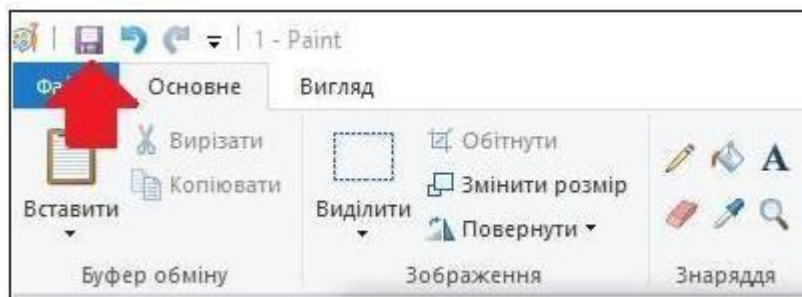 1 - Paint
Основне
Вигляд
Вставити
Вирізати
Копіювати
Буфер обміну
Виділити
Обітнути
Змінити розмір
Повернути
Зображення
A
Знаряддя